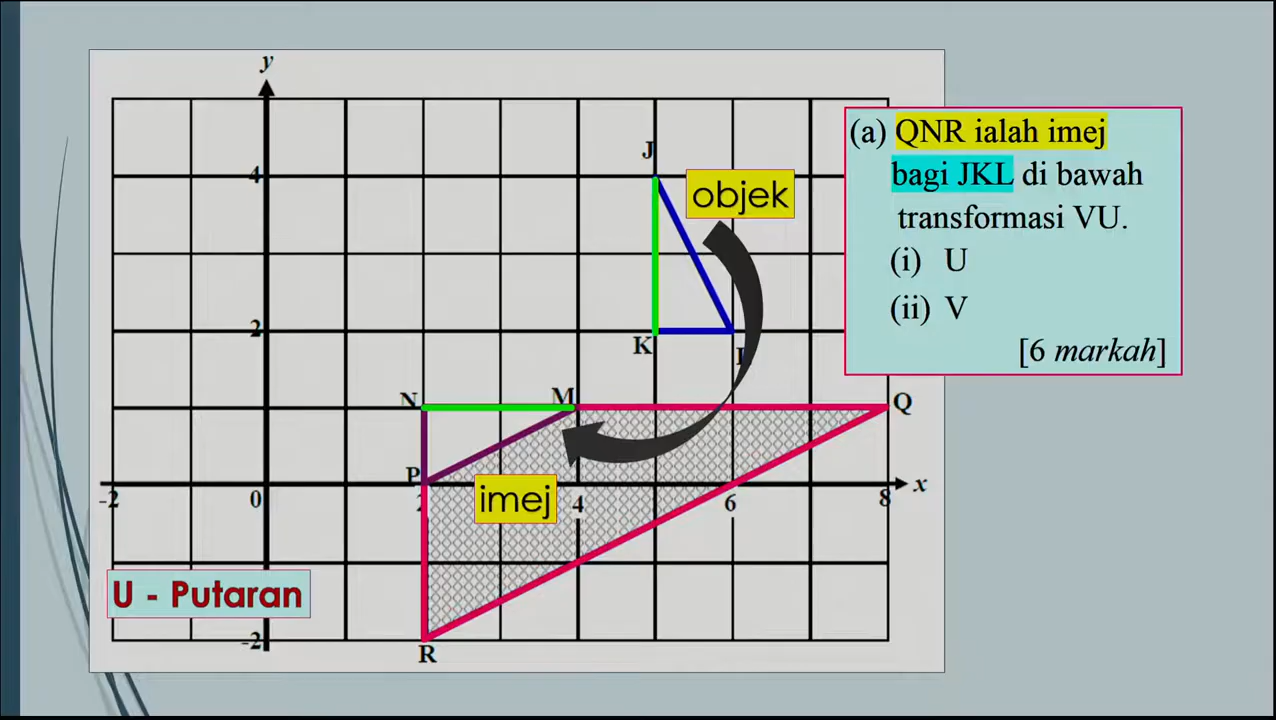 y
(a) QNR ialah imej
J
bagi JKL di bawah
4
objek
transformasi VU.
(i) U
(ii) V
2
K
[6 markah]
N
M
Q
P
-2
0
imej
4
6
8
x
U - Putaran
-2
R